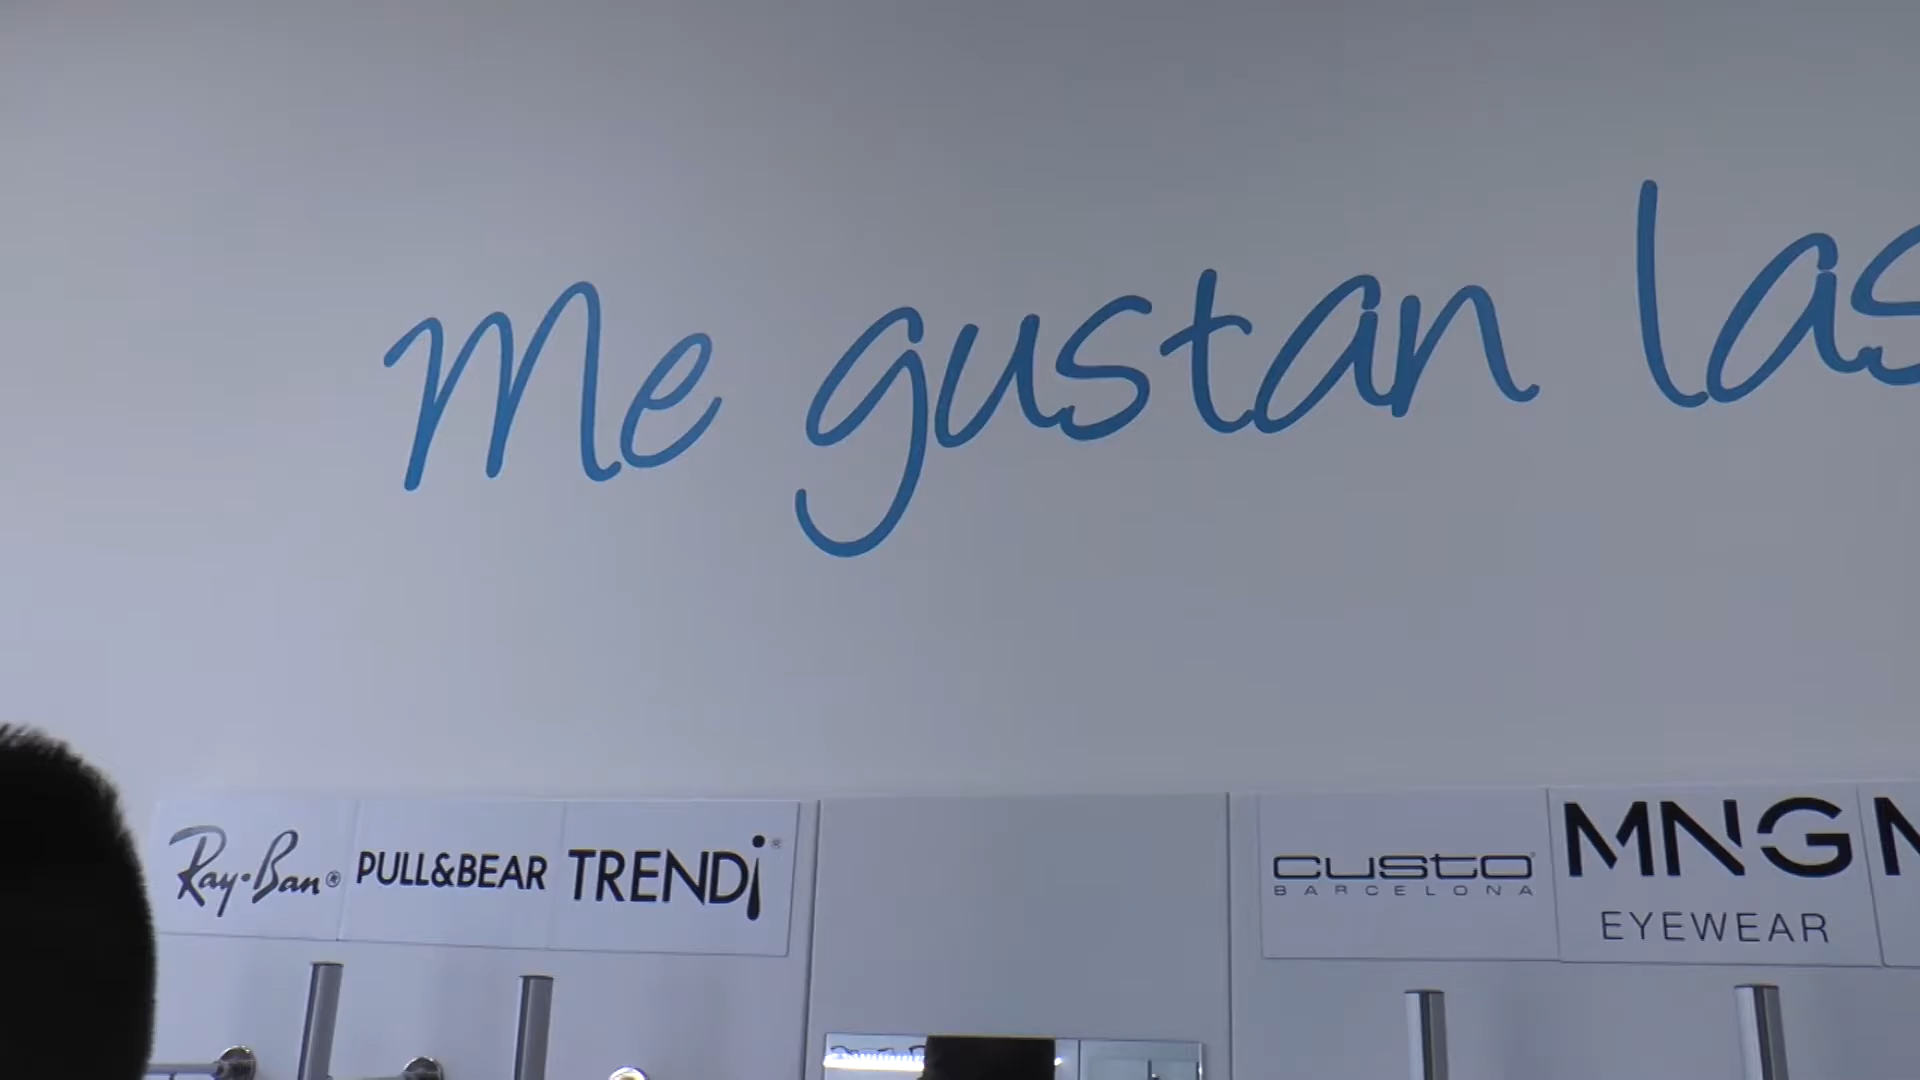 Me gustan las
Ray-Ban® PULL&BEAR TRENDi®
custo BARCELONA
MNG EYEWEAR